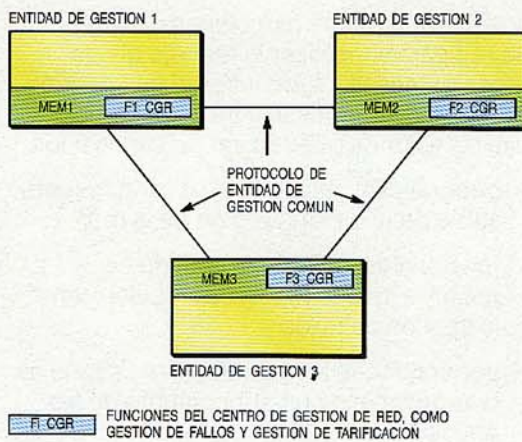 ENTIDAD DE GESTION 1
ENTIDAD DE GESTION 2
MEM1
F1 CGR
MEM2
F2 CGR
PROTOCOLO DE
ENTIDAD DE
GESTION COMUN
MEM3
F3 CGR
ENTIDAD DE GESTION 3
FI CGR
FUNCIONES DEL CENTRO DE GESTION DE RED, COMO
GESTION DE FALLOS Y GESTION DE TARIFICACION